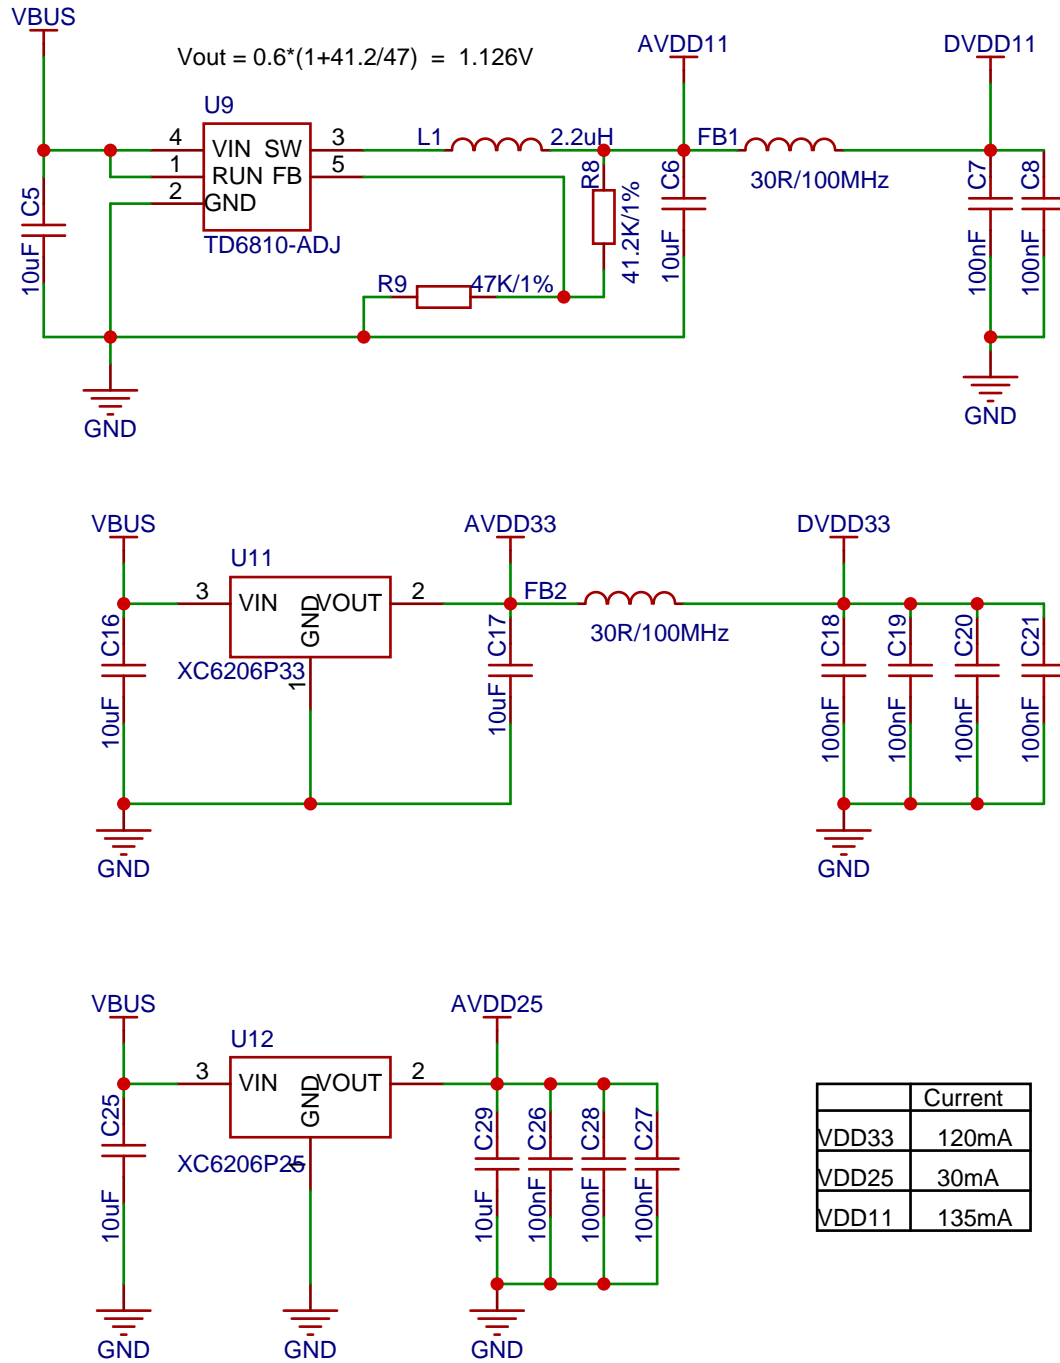 VBUS
Vout = 0.6*(1+41.2/47) = 1.126V
AVDD11
DVDD11
U9
4 VIN SW 3
1 RUN FB 5
2 GND
TD6810-ADJ
C5
10uF
L1
2.2uH
R8
41.2K/1%
C6
10uF
FB1
30R/100MHz
C7
100nF
C8
100nF
R9
47K/1%
GND
GND
VBUS
AVDD33
DVDD33
U11
3 VIN GND VOUT 2
1
XC6206P33
C16
10uF
C17
10uF
FB2
30R/100MHz
C18
100nF
C19
100nF
C20
100nF
C21
100nF
GND
GND
VBUS
AVDD25
U12
3 VIN GND VOUT 2
1
XC6206P25
C25
10uF
C29
10uF
C26
100nF
C28
100nF
C27
100nF
GND
GND
GND
Current
VDD33 120mA
VDD25 30mA
VDD11 135mA